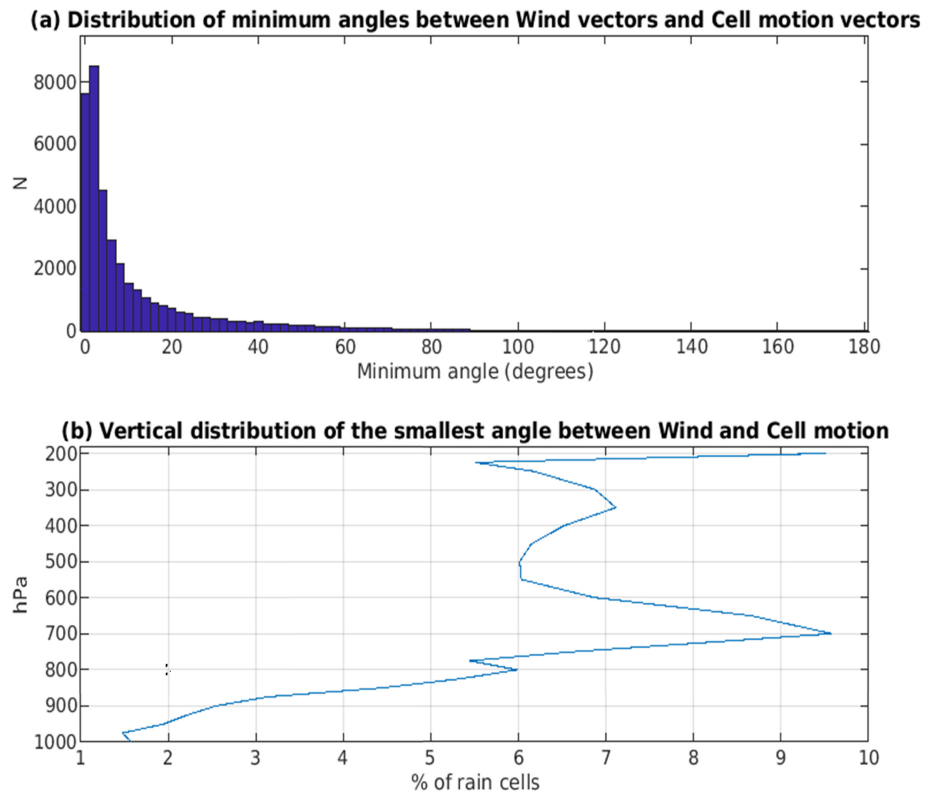 (a) Distribution of minimum angles between Wind vectors and Cell motion vectors
8000
6000
4000
2000
0
N
0 20 40 60 80 100 120 140 160 180
Minimum angle (degrees)
(b) Vertical distribution of the smallest angle between Wind and Cell motion
200
300
400
500
600
700
800
900
1000
hPa
1 2 3 4 5 6 7 8 9 10
% of rain cells